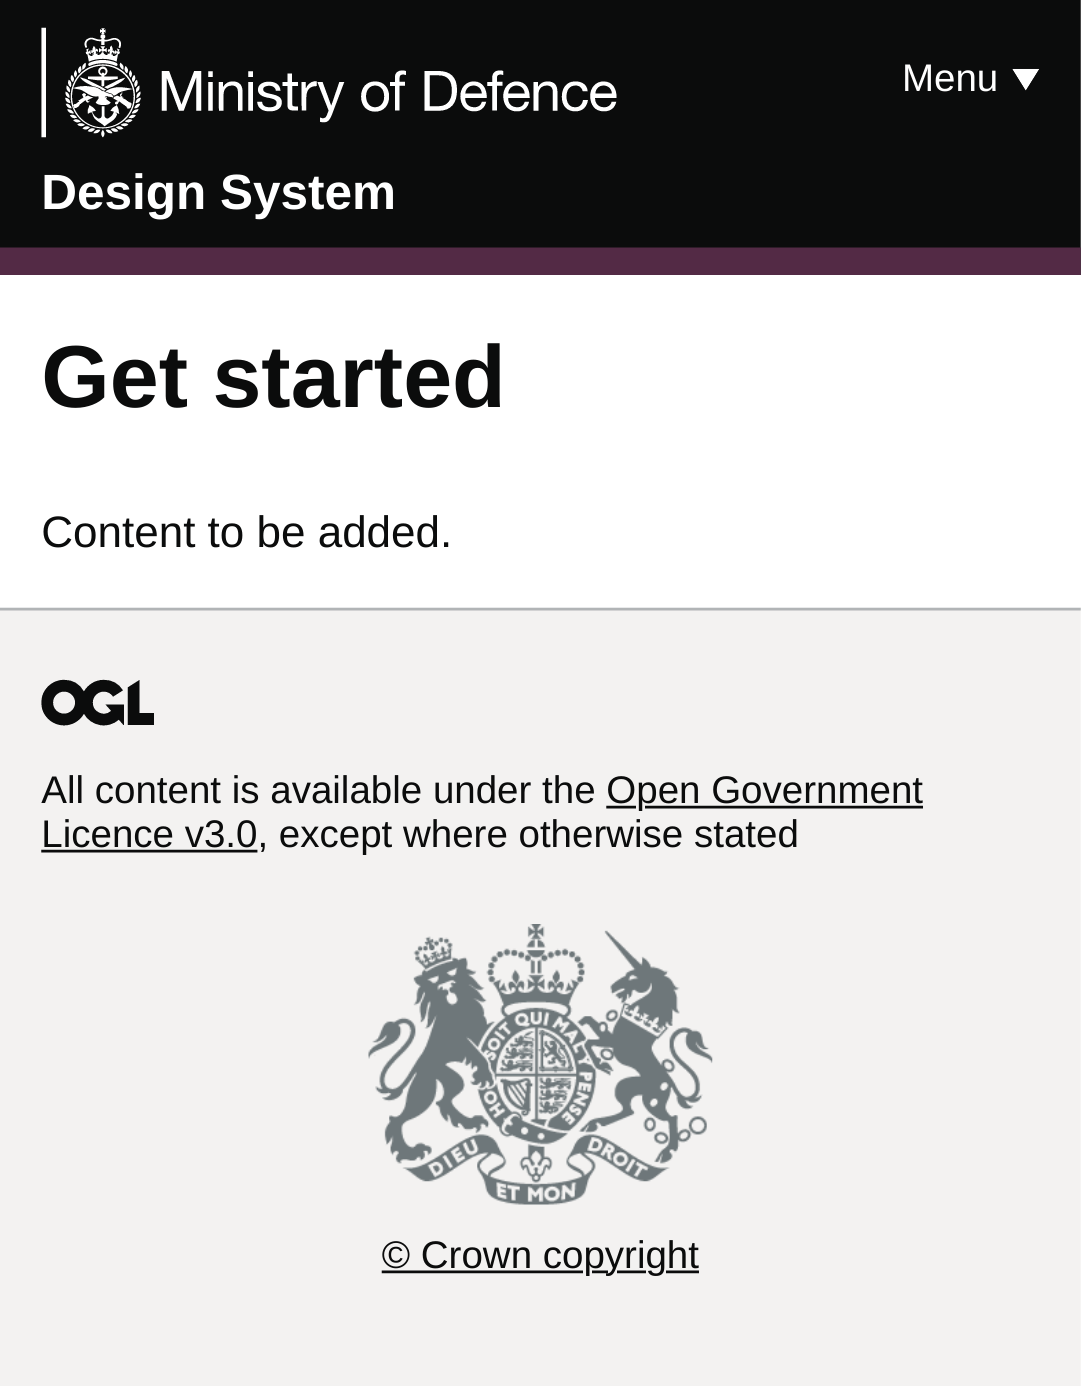 Ministry of Defence
Menu ▼
Design System
Get started
Content to be added.
OGL
All content is available under the Open Government
Licence v3.0, except where otherwise stated
SOIT QUI MAL Y PENSE
HO
DIEU
ET MON
DROIT
© Crown copyright